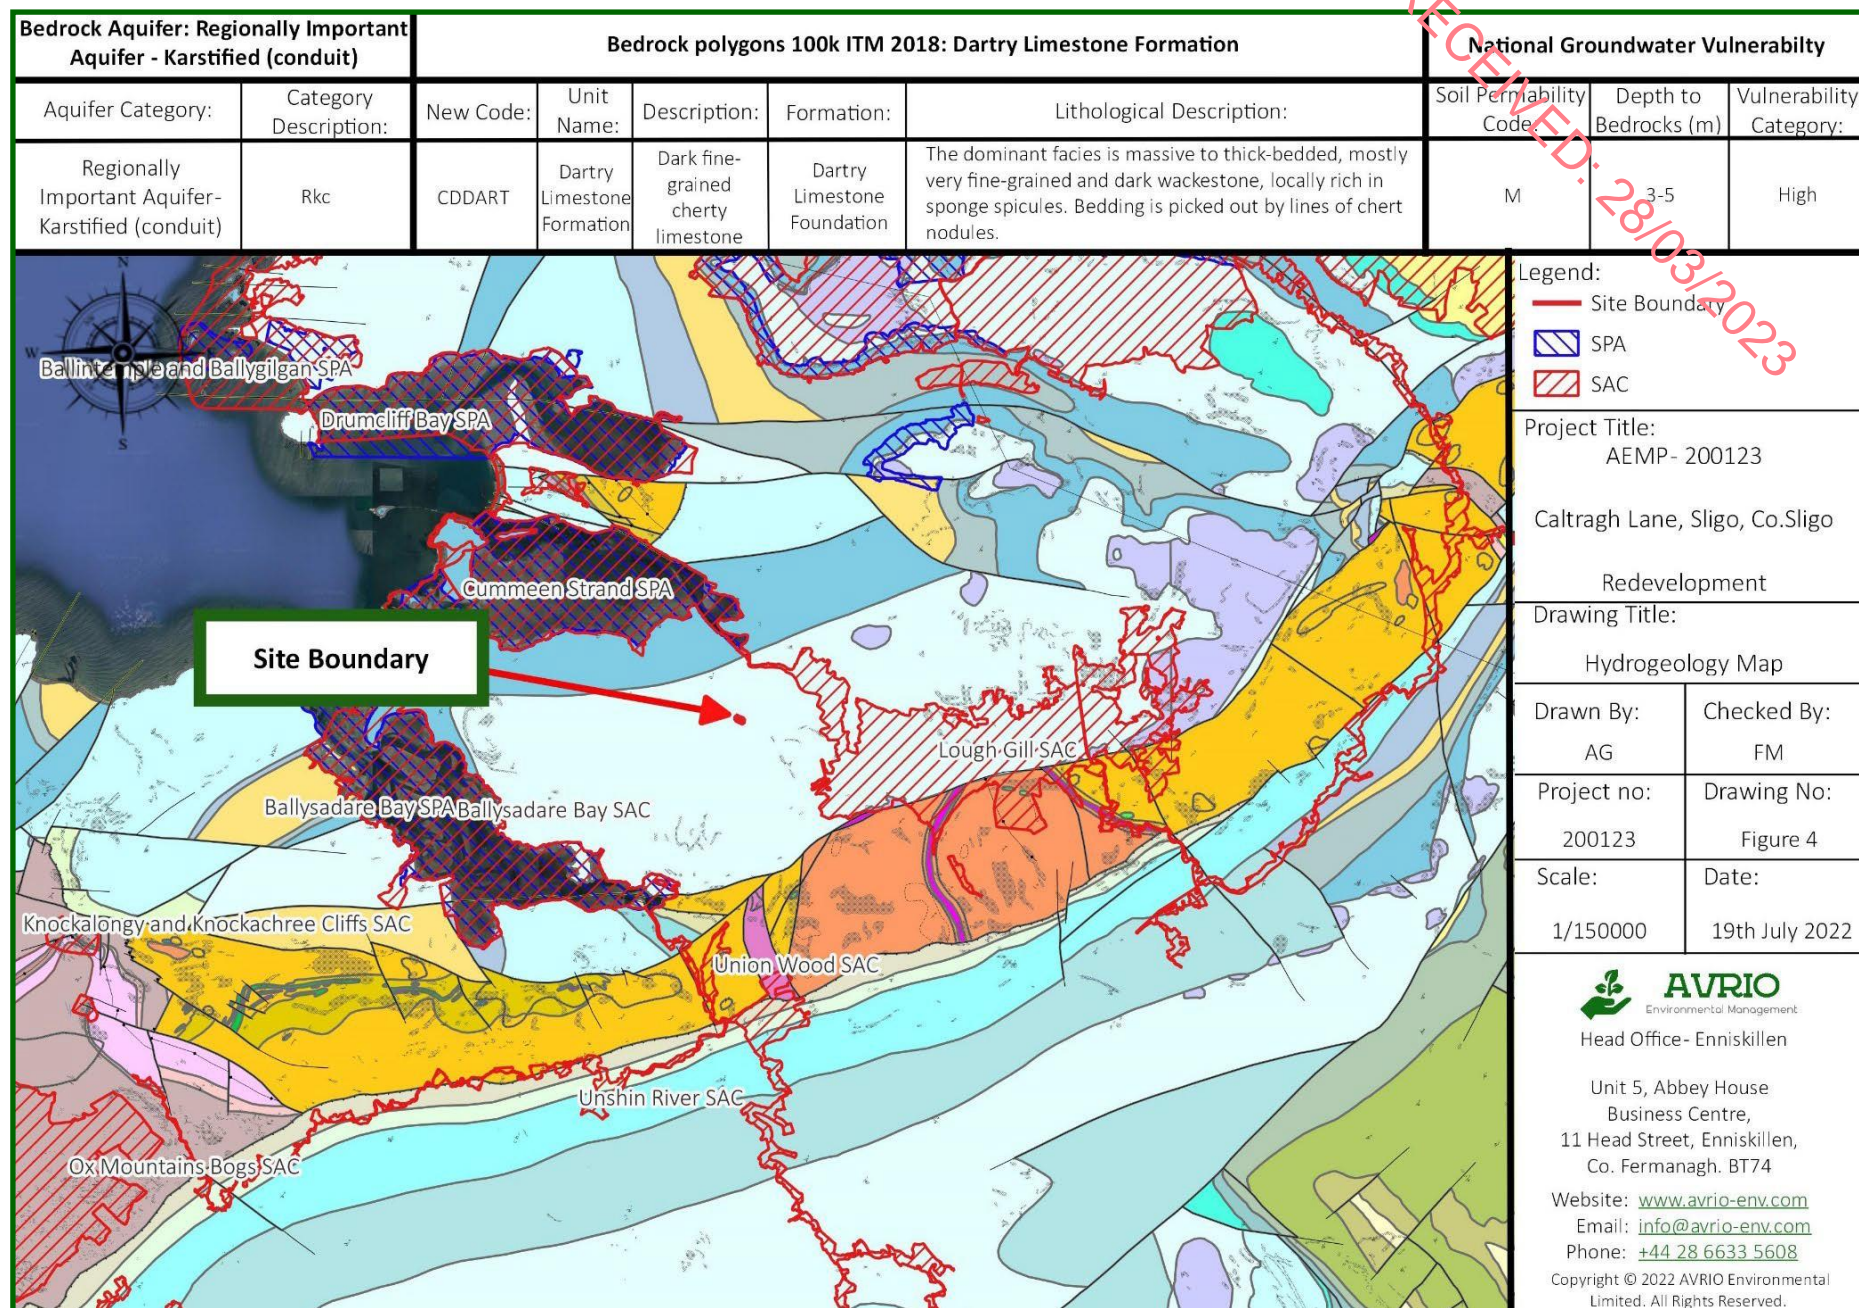 Bedrock Aquifer: Regionally Important
Aquifer - Karstified (conduit)
Bedrock polygons 100k ITM 2018: Dartry Limestone Formation
National Groundwater Vulnerabilty
Aquifer Category:
Category
Description:
New Code:
Unit
Name:
Description:
Formation:
Lithological Description:
Soil Permability
Code:
Depth to
Bedrocks (m)
Vulnerability
Category:
Regionally
Important Aquifer-
Karstified (conduit)
Rkc
CDDART
Dartry
Limestone
Formation
Dark fine-
grained
cherty
limestone
Dartry
Limestone
Foundation
The dominant facies is massive to thick-bedded, mostly
very fine-grained and dark wackestone, locally rich in
sponge spicules. Bedding is picked out by lines of chert
nodules.
M
3-5
High
RECEIVED: 28/03/2023
N
W
S
Ballintemple and Ballygilgan SPA
Drumcliff Bay SPA
Cummeen Strand SPA
Site Boundary
Lough Gill SAC
Ballysadare Bay SPA
Ballysadare Bay SAC
Knockalongy and Knockachree Cliffs SAC
Union Wood SAC
Unshin River SAC
Ox Mountains Bogs SAC
Legend:
Site Boundary
SPA
SAC
Project Title:
AEMP- 200123
Caltragh Lane, Sligo, Co.Sligo
Redevelopment
Drawing Title:
Hydrogeology Map
Drawn By:
AG
Checked By:
FM
Project no:
200123
Drawing No:
Figure 4
Scale:
1/150000
Date:
19th July 2022
AVRIO
Environmental Management
Head Office- Enniskillen
Unit 5, Abbey House
Business Centre,
11 Head Street, Enniskillen,
Co. Fermanagh. BT74
Website: www.avrio-env.com
Email: info@avrio-env.com
Phone: +44 28 6633 5608
Copyright © 2022 AVRIO Environmental
Limited. All Rights Reserved.